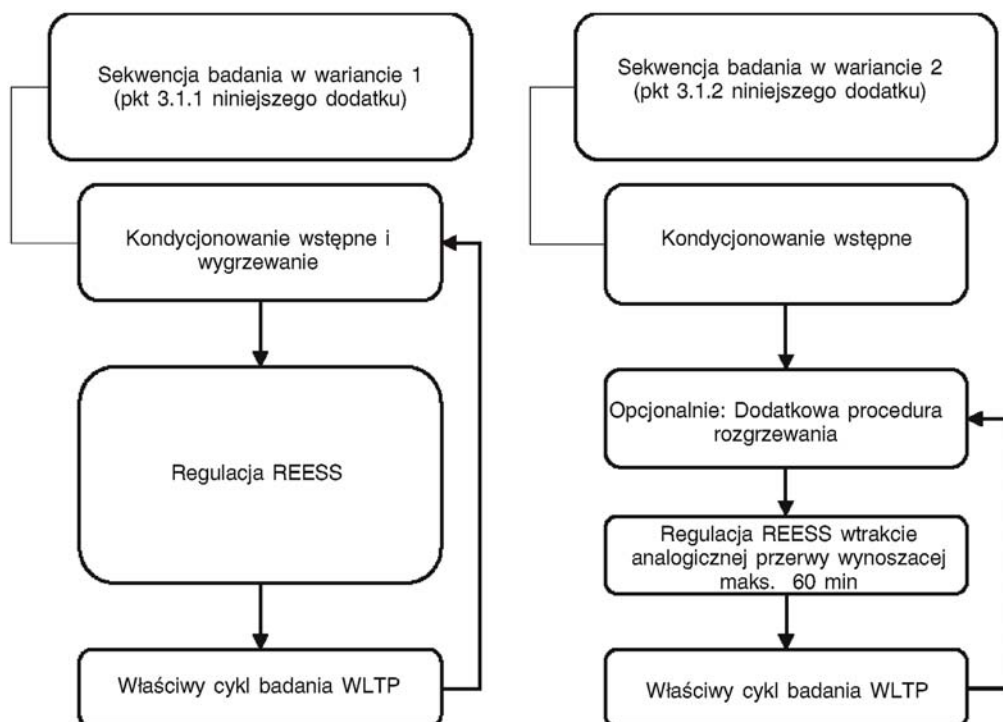 Sekwencja badania w wariancie 1
(pkt 3.1.1 niniejszego dodatku)
Kondycjonowanie wstępne i
wygrzewanie
Regulacja REESS
Właściwy cykl badania WLTP
Sekwencja badania w wariancie 2
(pkt 3.1.2 niniejszego dodatku)
Kondycjonowanie wstępne
Opcjonalnie: Dodatkowa procedura
rozgrzewania
Regulacja REESS wtrakcie
analogicznej przerwy wynoszacej
maks. 60 min
Właściwy cykl badania WLTP